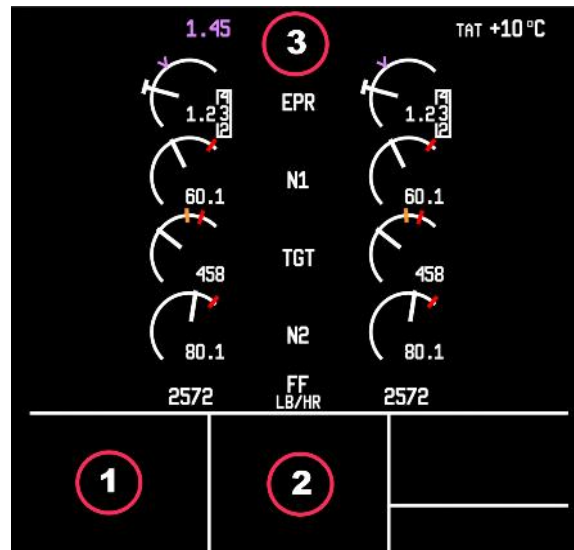 1.45 3 TAT +10°C
EPR
1.23 1.23
N1
60.1 60.1
TGT
458 458
N2
80.1 80.1
2572 FF 2572
LB/HR
1 2